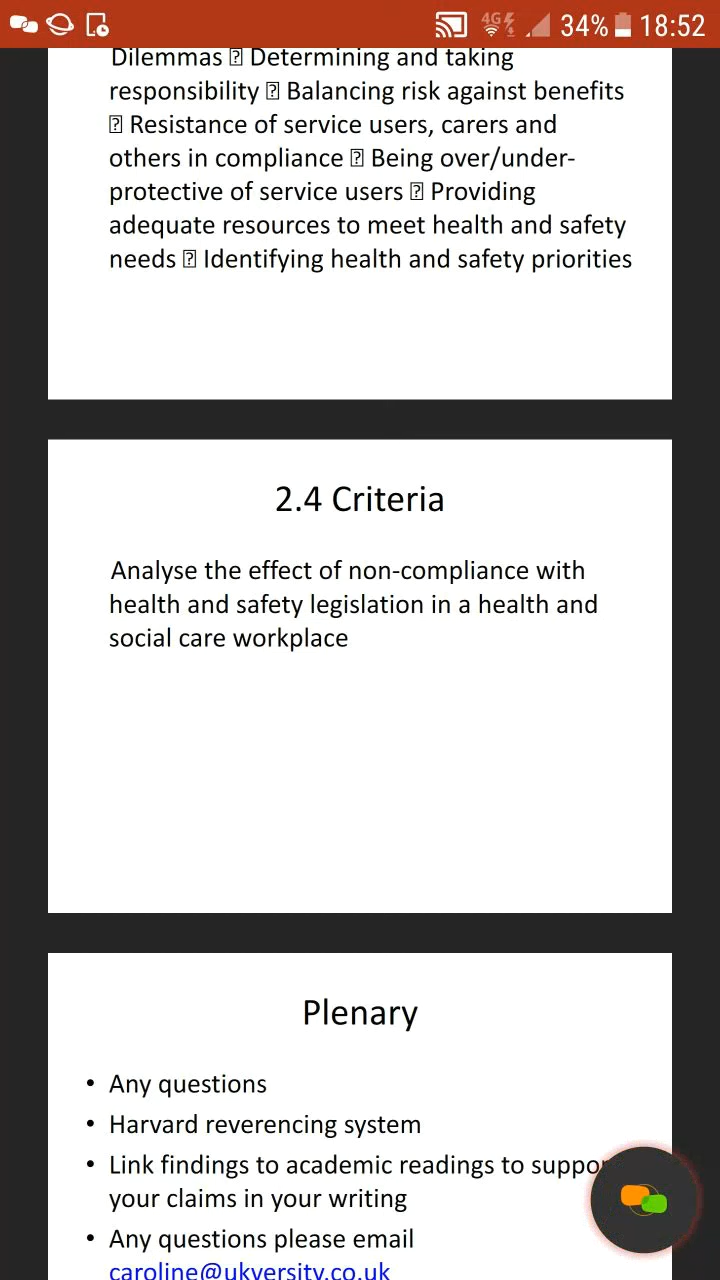 4G 34% 18:52
Dilemmas ⍰ Determining and taking
responsibility ⍰ Balancing risk against benefits
⍰ Resistance of service users, carers and
others in compliance ⍰ Being over/under-
protective of service users ⍰ Providing
adequate resources to meet health and safety
needs ⍰ Identifying health and safety priorities
2.4 Criteria
Analyse the effect of non-compliance with
health and safety legislation in a health and
social care workplace
Plenary
• Any questions
• Harvard reverencing system
• Link findings to academic readings to suppo
your claims in your writing
• Any questions please email
caroline@ukversity.co.uk